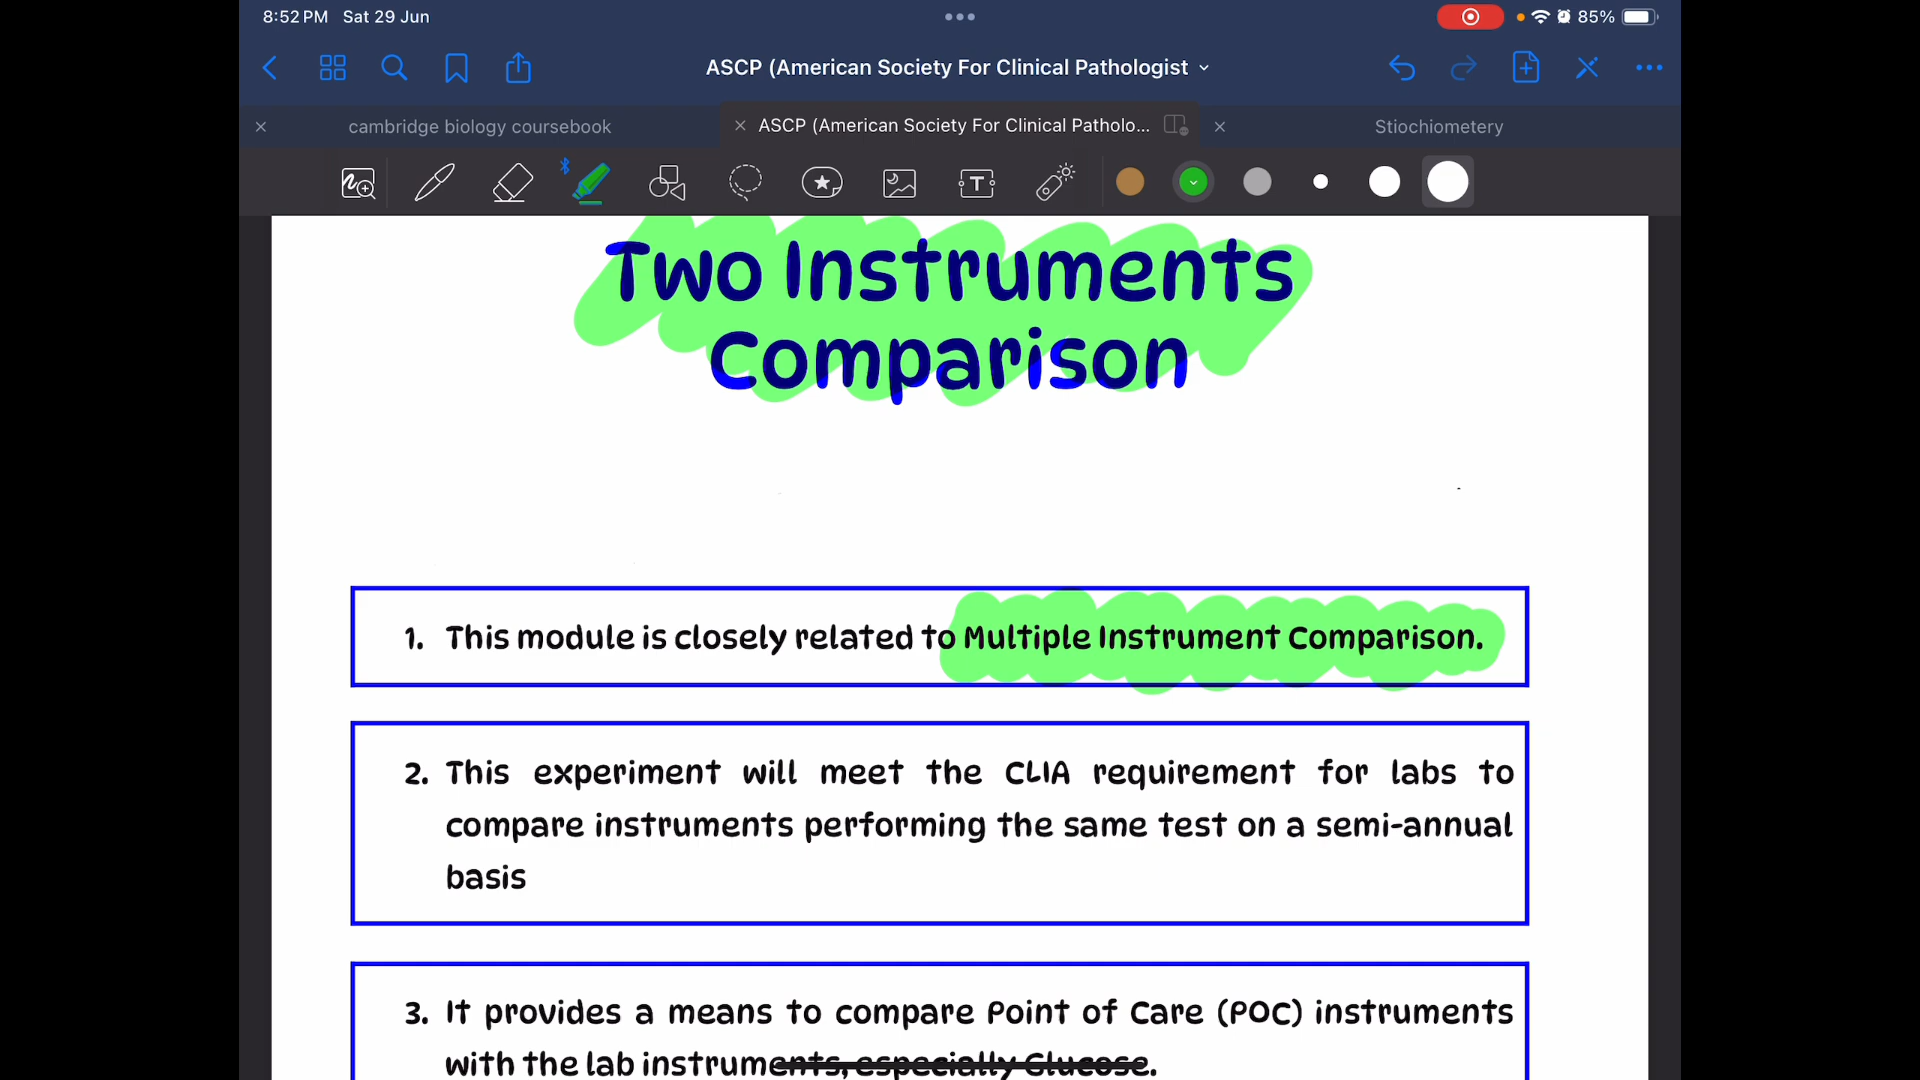 8:52 PM Sat 29 Jun
85%
ASCP (American Society For Clinical Pathologist
cambridge biology coursebook
ASCP (American Society For Clinical Patholo...
Stiochiometery
Two Instruments
Comparison
1. This module is closely related to Multiple Instrument Comparison.
2. This experiment will meet the CLIA requirement for labs to
compare instruments performing the same test on a semi-annual
basis
3. It provides a means to compare Point of Care (POC) instruments
with the lab instruments, especially Glucose.